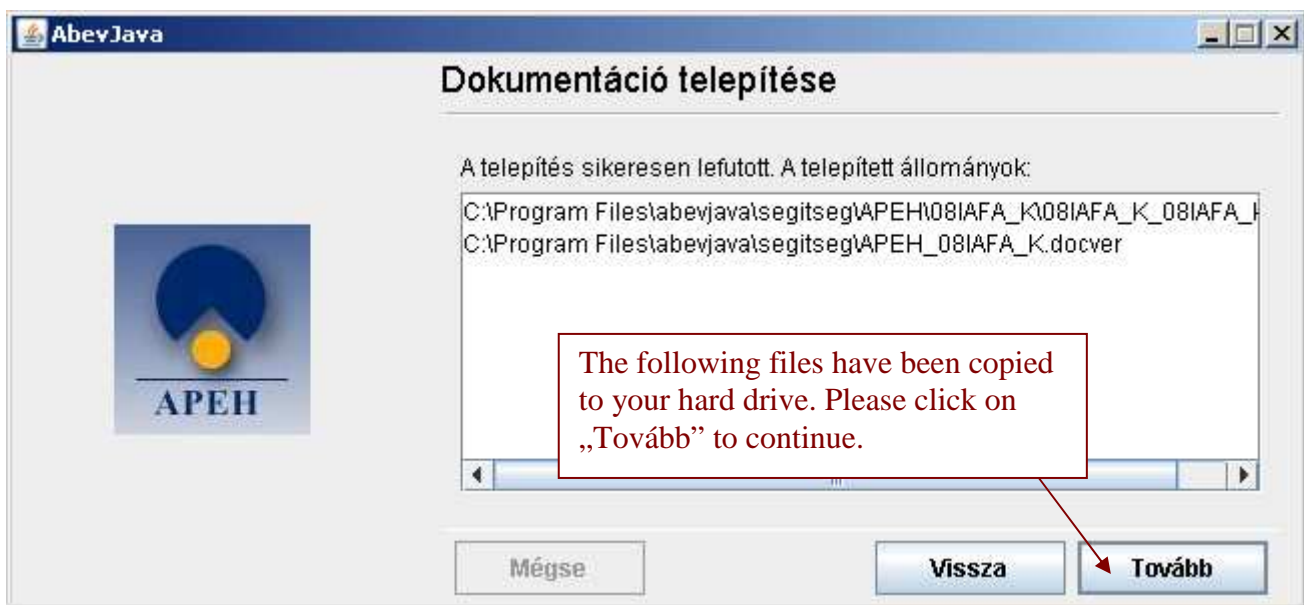 AbevJava
Dokumentáció telepítése
A telepítés sikeresen lefutott. A telepített állományok:
C:\Program Files\abevjava\segitseg\APEH\08IAFA_K\08IAFA_K_08IAFA_
C:\Program Files\abevjava\segitseg\APEH_08IAFA_K.docver
APEH
The following files have been copied
to your hard drive. Please click on
„Tovább” to continue.
Mégse
Vissza
Tovább